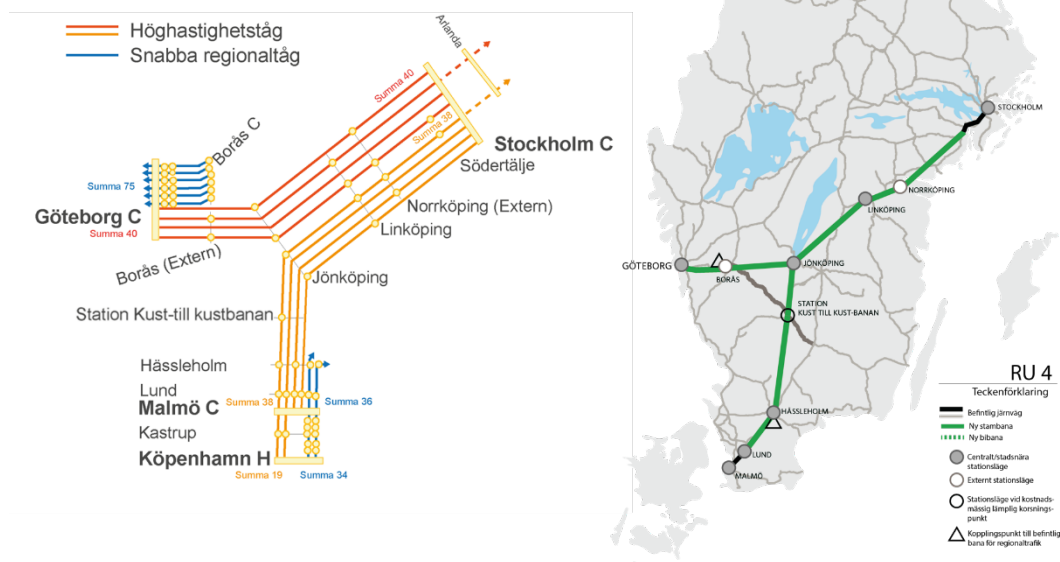 Höghastighetståg
Snabba regionaltåg
Arlanda
Summa 40
Summa 38
Stockholm C
Södertälje
Borås C
Summa 75
Göteborg C
Summa 40
Borås (Extern)
Norrköping (Extern)
Linköping
Jönköping
Station Kust-till kustbanan
Hässleholm
Lund
Summa 38
Summa 36
Malmö C
Kastrup
Köpenhamn H
Summa 19
Summa 34
STOCKHOLM
NORRKÖPING
LINKÖPING
GÖTEBORG
BORÅS
JÖNKÖPING
STATION
KUST TILL KUST-BANAN
HÄSSLEHOLM
LUND
MALMÖ
RU 4
Teckenförklaring
Befintlig järnväg
Ny stambana
Ny bibana
Centralt/stadsnära
stationsläge
Externt stationsläge
Stationsläge vid kostnads-
mässig lämplig korsnings-
punkt
Kopplingspunkt till befintlig
bana för regionaltrafik